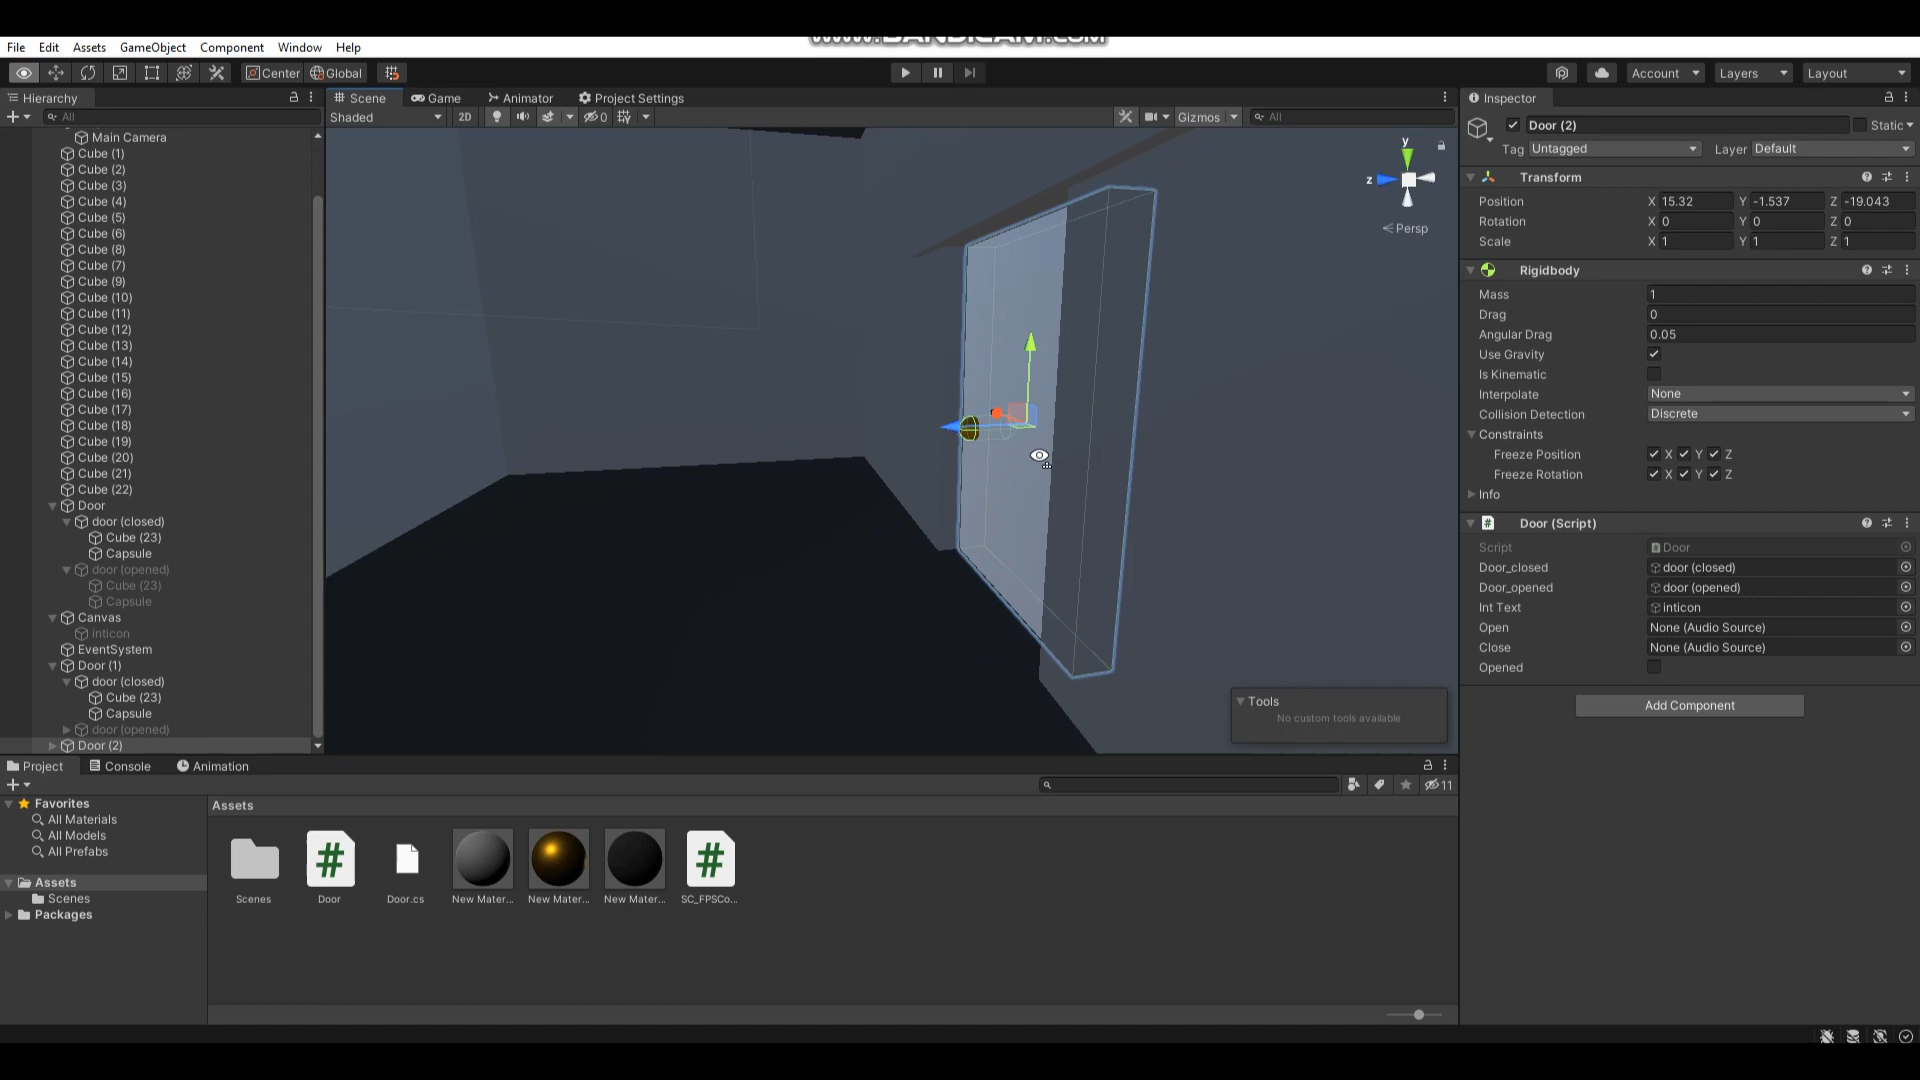 www.BANDICAM.com
File Edit Assets GameObject Component Window Help
Center Global Account Layers Layout
Hierarchy
All
Main Camera
Cube (1)
Cube (2)
Cube (3)
Cube (4)
Cube (5)
Cube (6)
Cube (8)
Cube (7)
Cube (9)
Cube (10)
Cube (11)
Cube (12)
Cube (13)
Cube (14)
Cube (15)
Cube (16)
Cube (17)
Cube (18)
Cube (19)
Cube (20)
Cube (21)
Cube (22)
Door
door (closed)
Cube (23)
Capsule
door (opened)
Cube (23)
Capsule
Canvas
inticon
EventSystem
Door (1)
door (closed)
Cube (23)
Capsule
door (opened)
Door (2)
Scene Game Animator Project Settings
Shaded 2D 0 Gizmos All
y
z
Persp
Tools
No custom tools available
Inspector
Door (2) Static
Tag Untagged Layer Default
Transform
Position X 15.32 Y -1.537 Z -19.043
Rotation X 0 Y 0 Z 0
Scale X 1 Y 1 Z 1
Rigidbody
Mass 1
Drag 0
Angular Drag 0.05
Use Gravity
Is Kinematic
Interpolate None
Collision Detection Discrete
Constraints
Freeze Position X Y Z
Freeze Rotation X Y Z
Info
# Door (Script)
Script Door
Door_closed door (closed)
Door_opened door (opened)
Int Text inticon
Open None (Audio Source)
Close None (Audio Source)
Opened
Add Component
Project Console Animation
11
Favorites
All Materials
All Models
All Prefabs
Assets
Scenes
Packages
Assets
# #
Scenes Door Door.cs New Mater... New Mater... New Mater... SC_FPSCo...